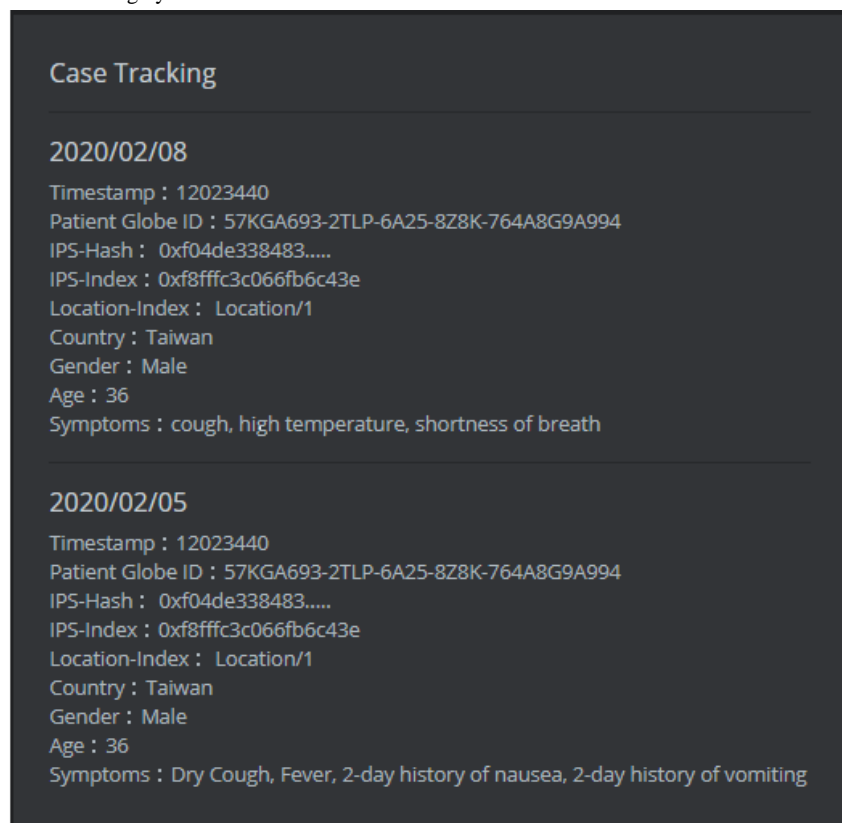 Case Tracking
2020/02/08
Timestamp：12023440
Patient Globe ID：57KGA693-2TLP-6A25-8Z8K-764A8G9A994
IPS-Hash： 0xf04de338483.....
IPS-Index：0xf8fffc3c066fb6c43e
Location-Index： Location/1
Country：Taiwan
Gender：Male
Age：36
Symptoms：cough, high temperature, shortness of breath
2020/02/05
Timestamp：12023440
Patient Globe ID：57KGA693-2TLP-6A25-8Z8K-764A8G9A994
IPS-Hash： 0xf04de338483.....
IPS-Index：0xf8fffc3c066fb6c43e
Location-Index： Location/1
Country：Taiwan
Gender：Male
Age：36
Symptoms：Dry Cough, Fever, 2-day history of nausea, 2-day history of vomiting